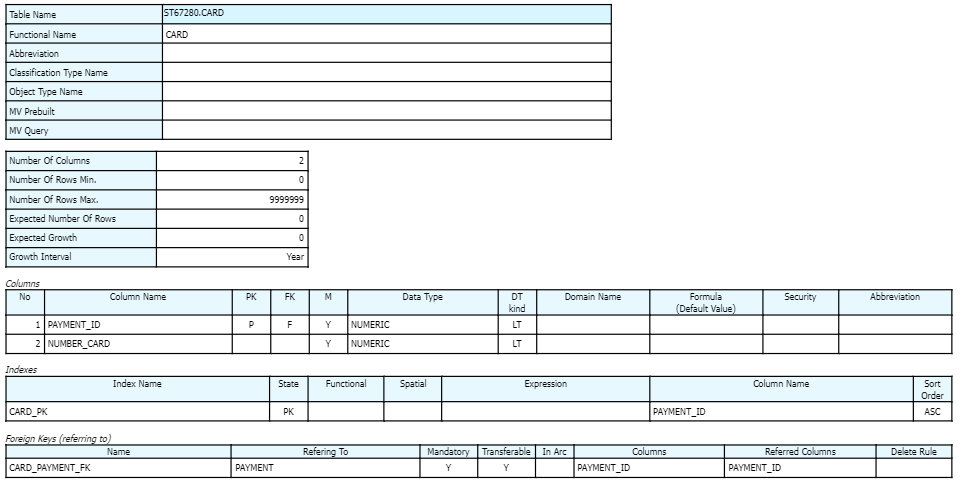 Table Name ST67280.CARD
Functional Name CARD
Abbreviation
Classification Type Name
Object Type Name
MV Prebuilt
MV Query
Number Of Columns 2
Number Of Rows Min. 0
Number Of Rows Max. 9999999
Expected Number Of Rows 0
Expected Growth 0
Growth Interval Year
Columns
No Column Name PK FK M Data Type DT kind Domain Name Formula (Default Value) Security Abbreviation
1 PAYMENT_ID P F Y NUMERIC LT
2 NUMBER_CARD Y NUMERIC LT
Indexes
Index Name State Functional Spatial Expression Column Name Sort Order
CARD_PK PK PAYMENT_ID ASC
Foreign Keys (referring to)
Name Refering To Mandatory Transferable In Arc Columns Referred Columns Delete Rule
CARD_PAYMENT_FK PAYMENT Y Y PAYMENT_ID PAYMENT_ID